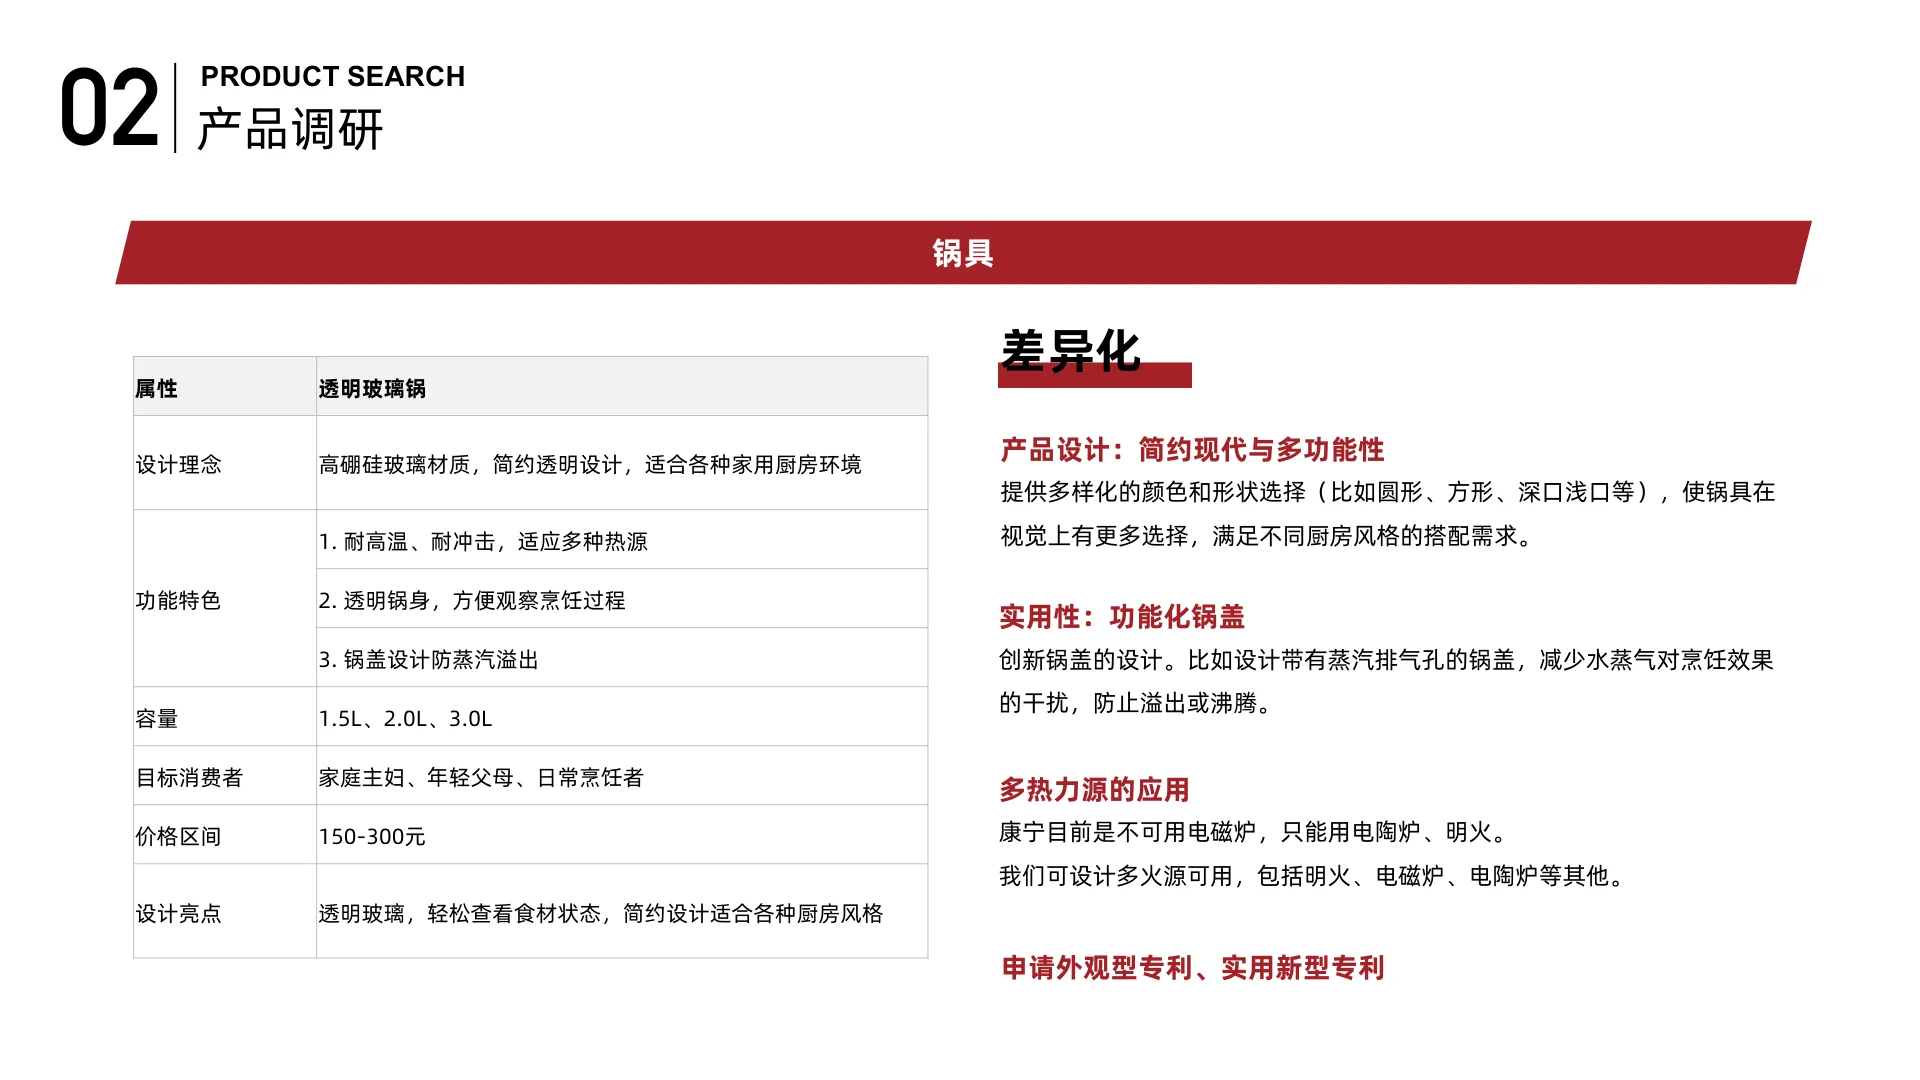 02
PRODUCT SEARCH
产品调研
锅具
属性
透明玻璃锅
设计理念
高硼硅玻璃材质，简约透明设计，适合各种家用厨房环境
功能特色
1. 耐高温、耐冲击，适应多种热源
2. 透明锅身，方便观察烹饪过程
3. 锅盖设计防蒸汽溢出
容量
1.5L、2.0L、3.0L
目标消费者
家庭主妇、年轻父母、日常烹饪者
价格区间
150-300元
设计亮点
透明玻璃，轻松查看食材状态，简约设计适合各种厨房风格
差异化
产品设计：简约现代与多功能性
提供多样化的颜色和形状选择（比如圆形、方形、深口浅口等），使锅具在
视觉上有更多选择，满足不同厨房风格的搭配需求。
实用性：功能化锅盖
创新锅盖的设计。比如设计带有蒸汽排气孔的锅盖，减少水蒸气对烹饪效果
的干扰，防止溢出或沸腾。
多热力源的应用
康宁目前是不可用电磁炉，只能用电陶炉、明火。
我们可设计多火源可用，包括明火、电磁炉、电陶炉等其他。
申请外观型专利、实用新型专利